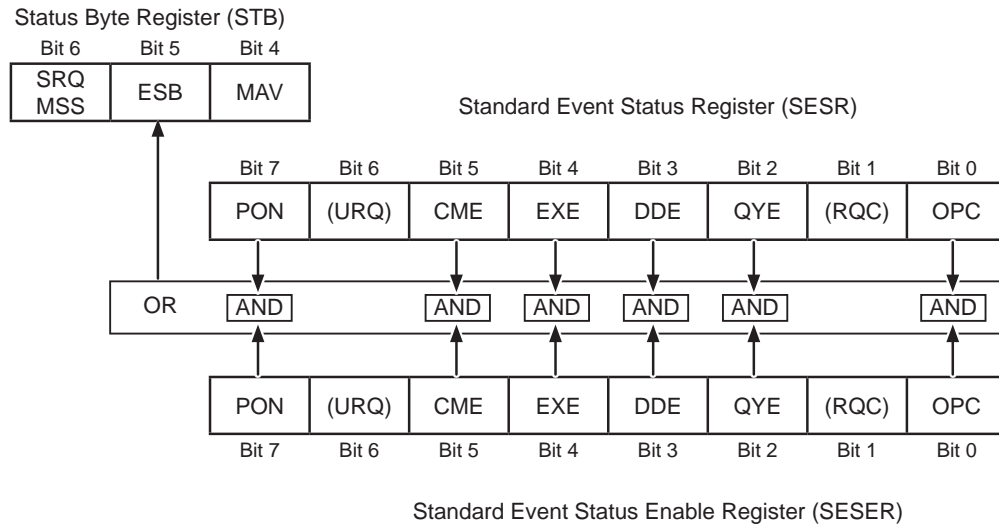 Status Byte Register (STB)
Bit 6 Bit 5 Bit 4
SRQ
MSS ESB MAV
Standard Event Status Register (SESR)
Bit 7 Bit 6 Bit 5 Bit 4 Bit 3 Bit 2 Bit 1 Bit 0
PON (URQ) CME EXE DDE QYE (RQC) OPC
OR AND AND AND AND AND AND
PON (URQ) CME EXE DDE QYE (RQC) OPC
Bit 7 Bit 6 Bit 5 Bit 4 Bit 3 Bit 2 Bit 1 Bit 0
Standard Event Status Enable Register (SESER)